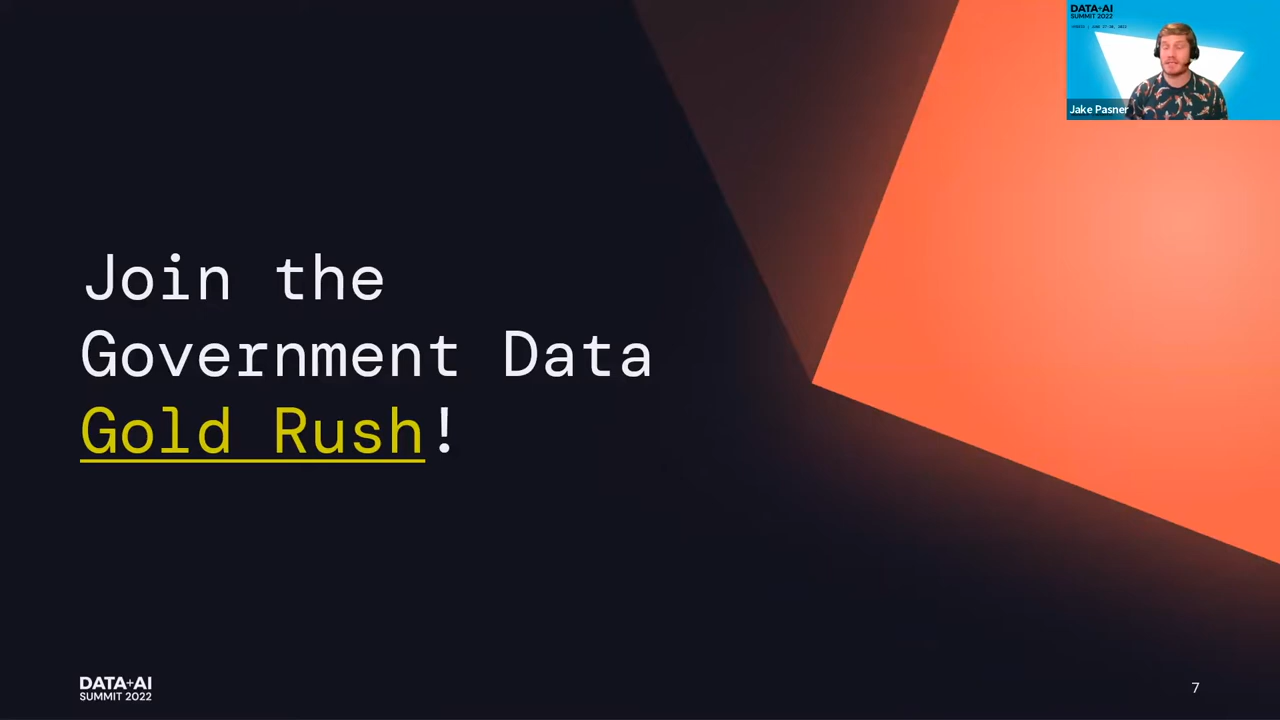 DATA+AI
SUMMIT 2022
Jake Pasner
Join the
Government Data
Gold Rush!
DATA+AI
SUMMIT 2022
7